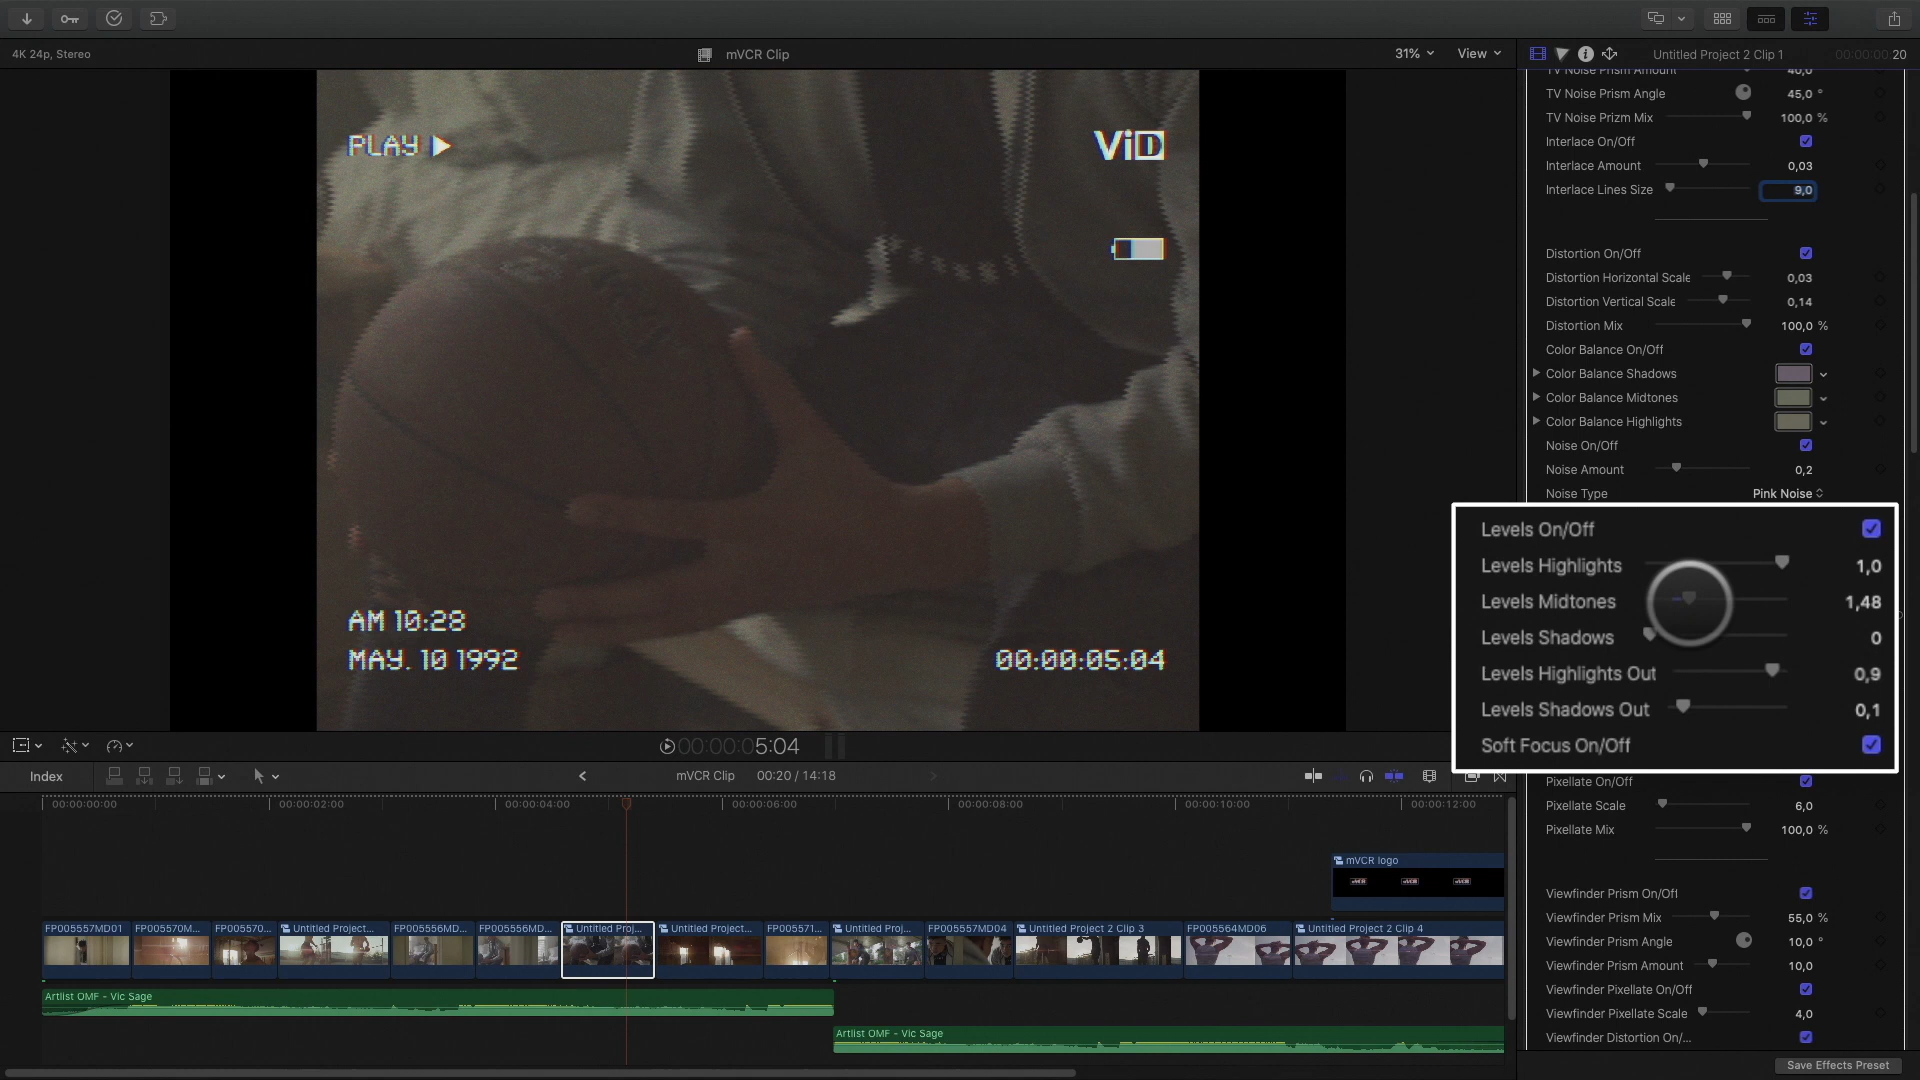 4K 24p, Stereo
mVCR Clip
31%
View
Untitled Project 2 Clip 1
00:00:00:20
TV Noise Prism Amount 40,0
TV Noise Prism Angle 45,0 °
TV Noise Prizm Mix 100,0 %
Interlace On/Off
Interlace Amount 0,03
Interlace Lines Size 9,0
Distortion On/Off
Distortion Horizontal Scale 0,03
Distortion Vertical Scale 0,14
Distortion Mix 100,0 %
Color Balance On/Off
Color Balance Shadows
Color Balance Midtones
Color Balance Highlights
Noise On/Off
Noise Amount 0,2
Noise Type Pink Noise
Levels On/Off
Levels Highlights 1,0
Levels Midtones 1,48
Levels Shadows 0
Levels Highlights Out 0,9
Levels Shadows Out 0,1
Soft Focus On/Off
Pixellate On/Off
Pixellate Scale 6,0
Pixellate Mix 100,0 %
Viewfinder Prism On/Off
Viewfinder Prism Mix 55,0 %
Viewfinder Prism Angle 10,0 °
Viewfinder Prism Amount 10,0
Viewfinder Pixellate On/Off
Viewfinder Pixellate Scale 4,0
Viewfinder Distortion On/...
Save Effects Preset
PLAY
ViD
AM 10:28
MAY. 10 1992
00:00:05:04
00:00:05:04
Index
mVCR Clip
00:20 / 14:18
00:00:00:00
00:00:02:00
00:00:04:00
00:00:06:00
00:00:08:00
00:00:10:00
00:00:12:00
mVCR logo
FP005557MD01
FP005570M...
FP005570...
Untitled Project...
FP005556MD...
FP005556MD...
Untitled Proj...
Untitled Project...
FP005571...
Untitled Proj...
FP005557MD04
Untitled Project 2 Clip 3
FP005564MD06
Untitled Project 2 Clip 4
Artlist OMF - Vic Sage
Artlist OMF - Vic Sage